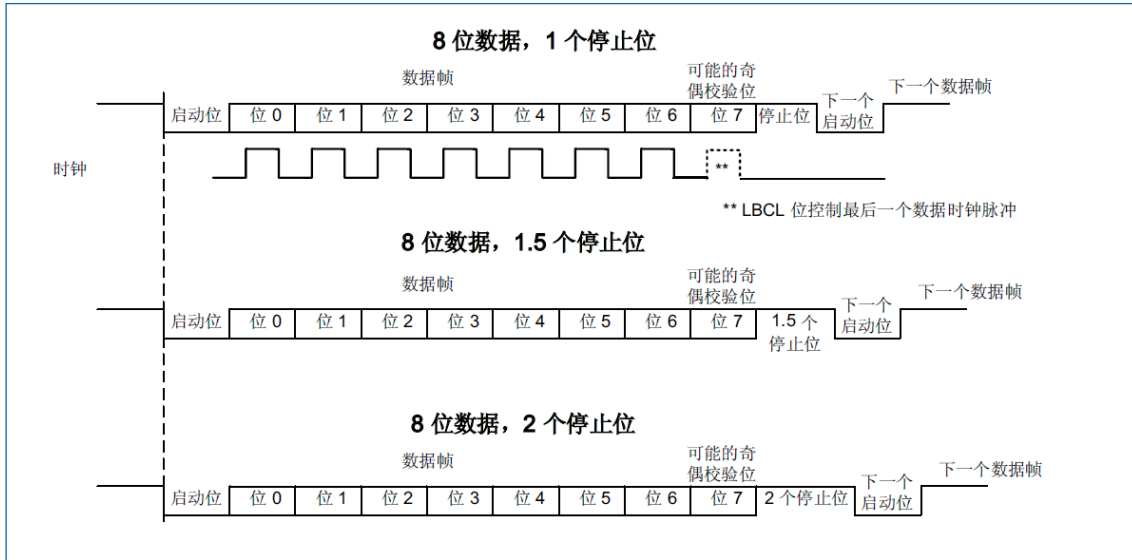 8 位数据，1 个停止位
数据帧
可能的奇
偶校验位
下一个数据帧
启动位 位 0 位 1 位 2 位 3 位 4 位 5 位 6 位 7 停止位
下一个
启动位
时钟
**
** LBCL 位控制最后一个数据时钟脉冲
8 位数据，1.5 个停止位
数据帧
可能的奇
偶校验位
下一个数据帧
启动位 位 0 位 1 位 2 位 3 位 4 位 5 位 6 位 7
1.5 个
停止位
下一个
启动位
8 位数据，2 个停止位
数据帧
可能的奇
偶校验位
下一个数据帧
启动位 位 0 位 1 位 2 位 3 位 4 位 5 位 6 位 7 2 个停止位
下一个
启动位